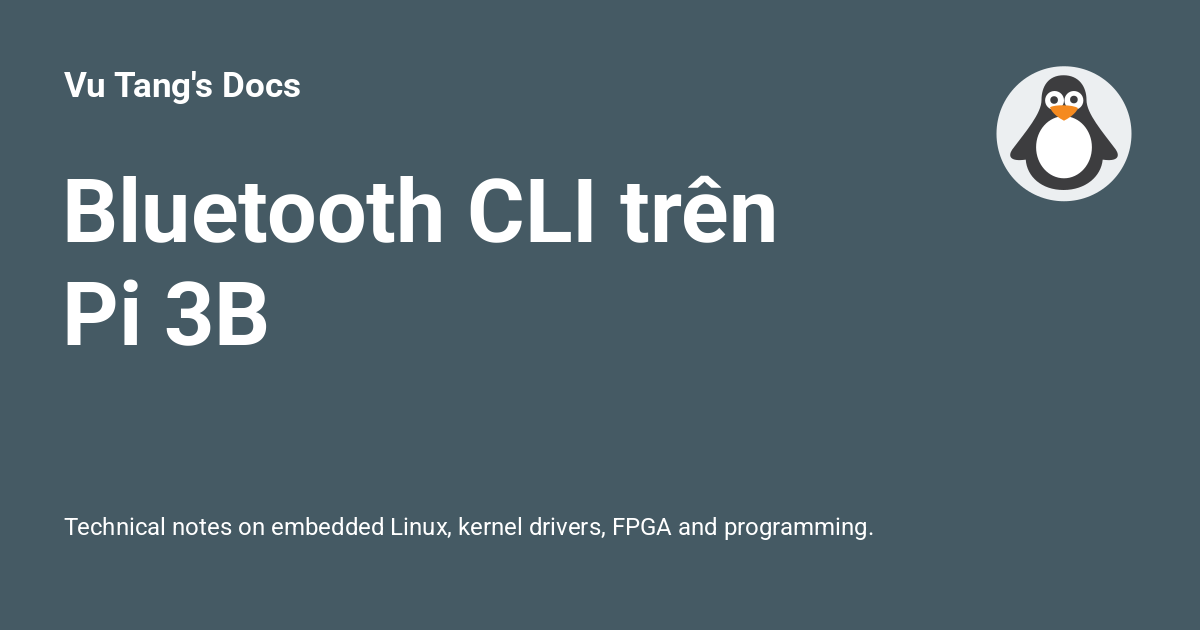 Vu Tang's Docs
Bluetooth CLI trên
Pi 3B
Technical notes on embedded Linux, kernel drivers, FPGA and programming.